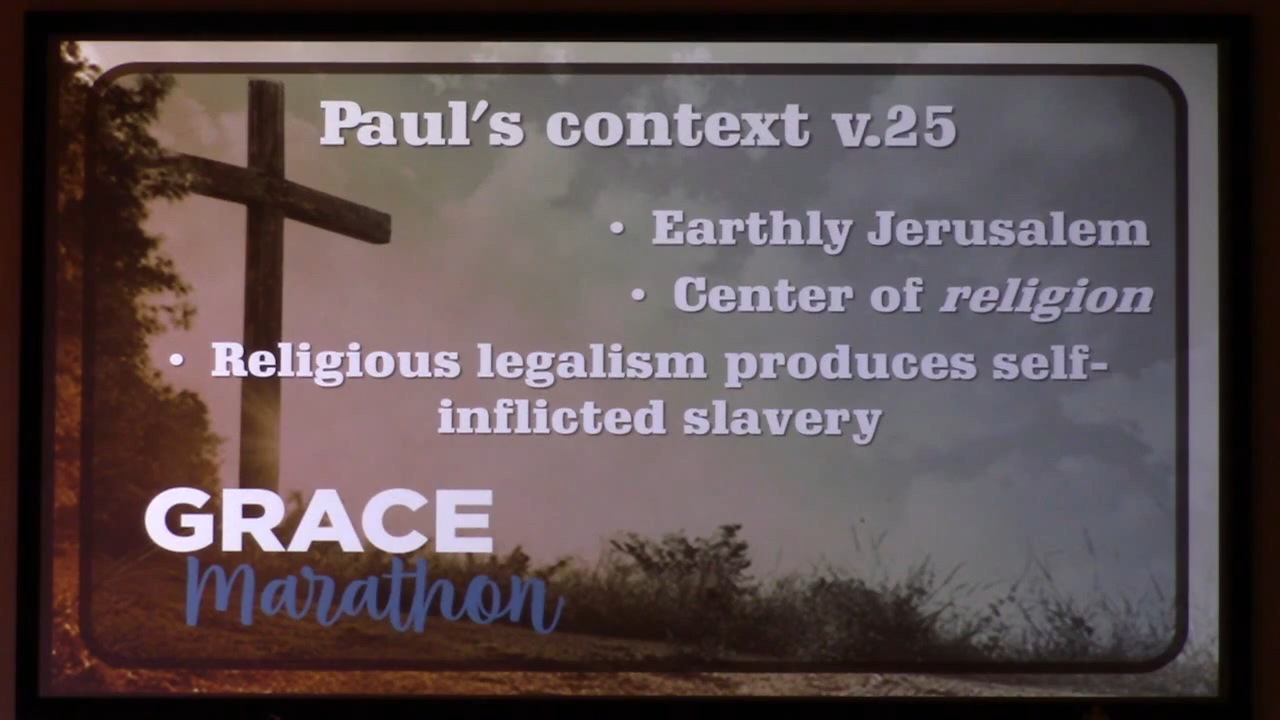 Paul's context v.25
• Earthly Jerusalem
• Center of religion
• Religious legalism produces self-
inflicted slavery
GRACE
Marathon